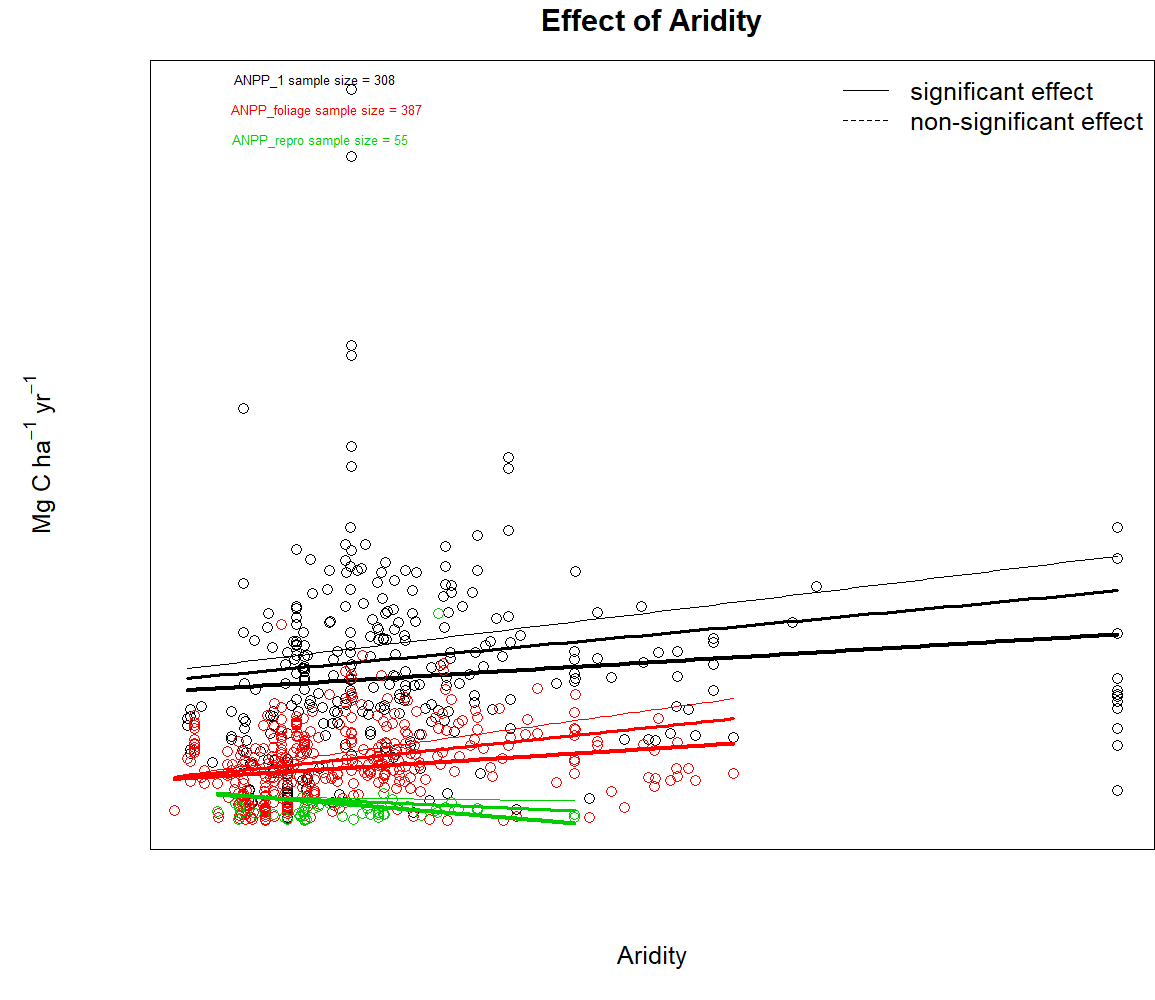 Effect of Aridity
ANPP_1 sample size = 308
ANPP_foliage sample size = 387
ANPP_repro sample size = 55
significant effect
non-significant effect
Mg C ha⁻¹ yr⁻¹
Aridity